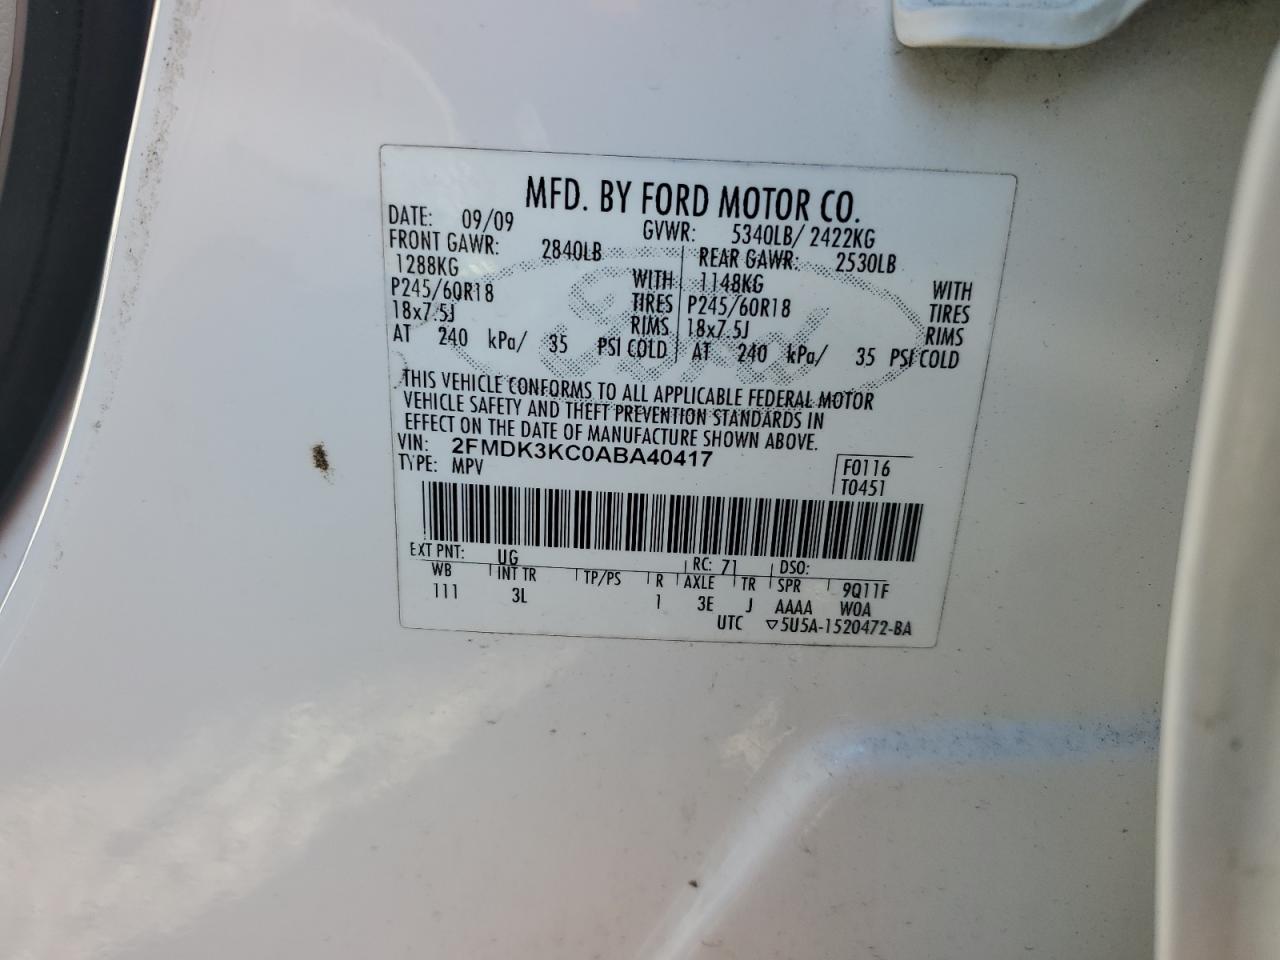 MFD. BY FORD MOTOR CO.
DATE: 09/09 GVWR: 5340LB/ 2422KG
FRONT GAWR: 2840LB REAR GAWR: 2530LB
1288KG WITH 1148KG WITH
P245/60R18 TIRES P245/60R18 TIRES
18x7.5J RIMS 18x7.5J RIMS
AT 240 kPa/ 35 PSI COLD AT 240 kPa/ 35 PSI COLD
THIS VEHICLE CONFORMS TO ALL APPLICABLE FEDERAL MOTOR
VEHICLE SAFETY AND THEFT PREVENTION STANDARDS IN
EFFECT ON THE DATE OF MANUFACTURE SHOWN ABOVE.
VIN: 2FMDK3KC0ABA40417
TYPE: MPV F0116
T0451
EXT PNT: UG RC: 71 DSO:
WB INT TR TP/PS R AXLE TR SPR 9Q11F
111 3L 1 3E J AAAA W0A
UTC ▽5U5A-1520472-BA
Ford